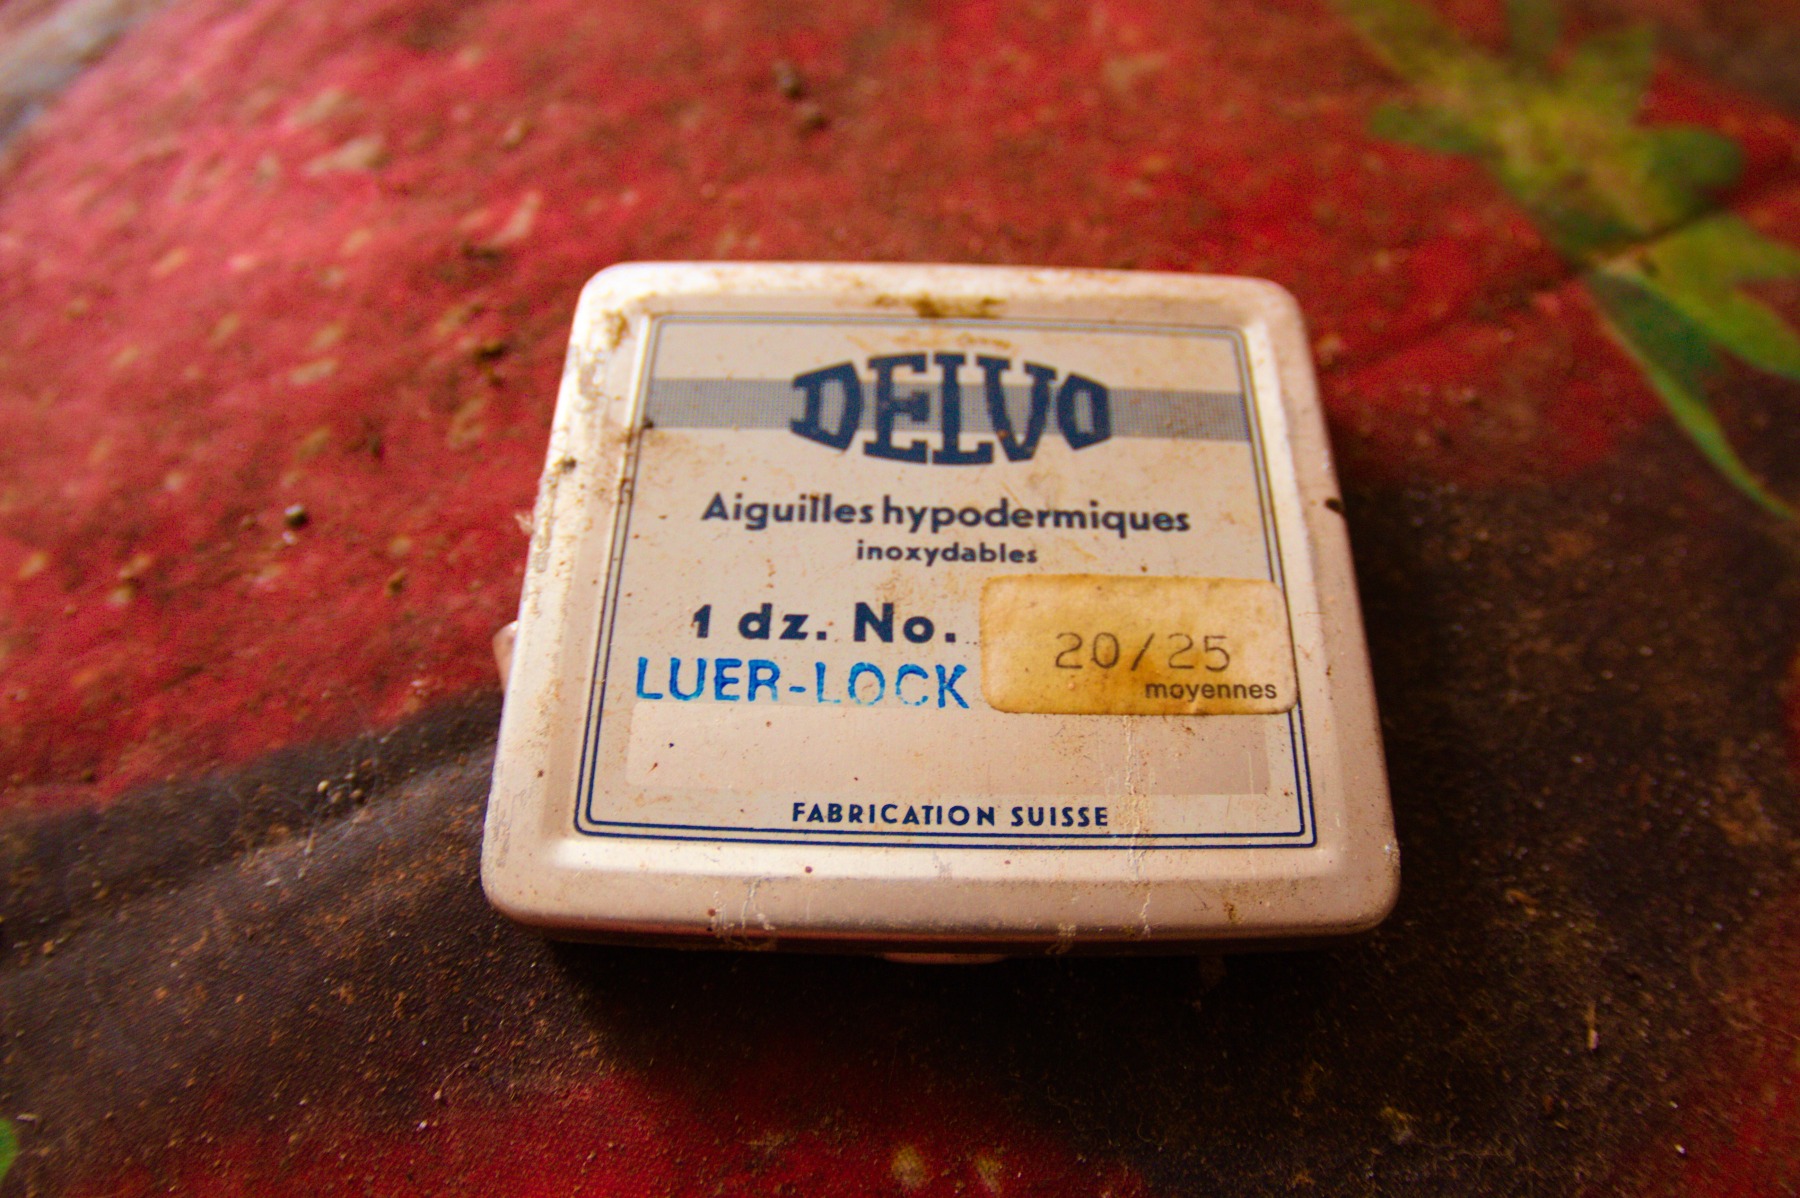 DELVO
Aiguilles hypodermiques
inoxydables
1 dz. No. 20/25
LUER-LOCK moyennes
FABRICATION SUISSE